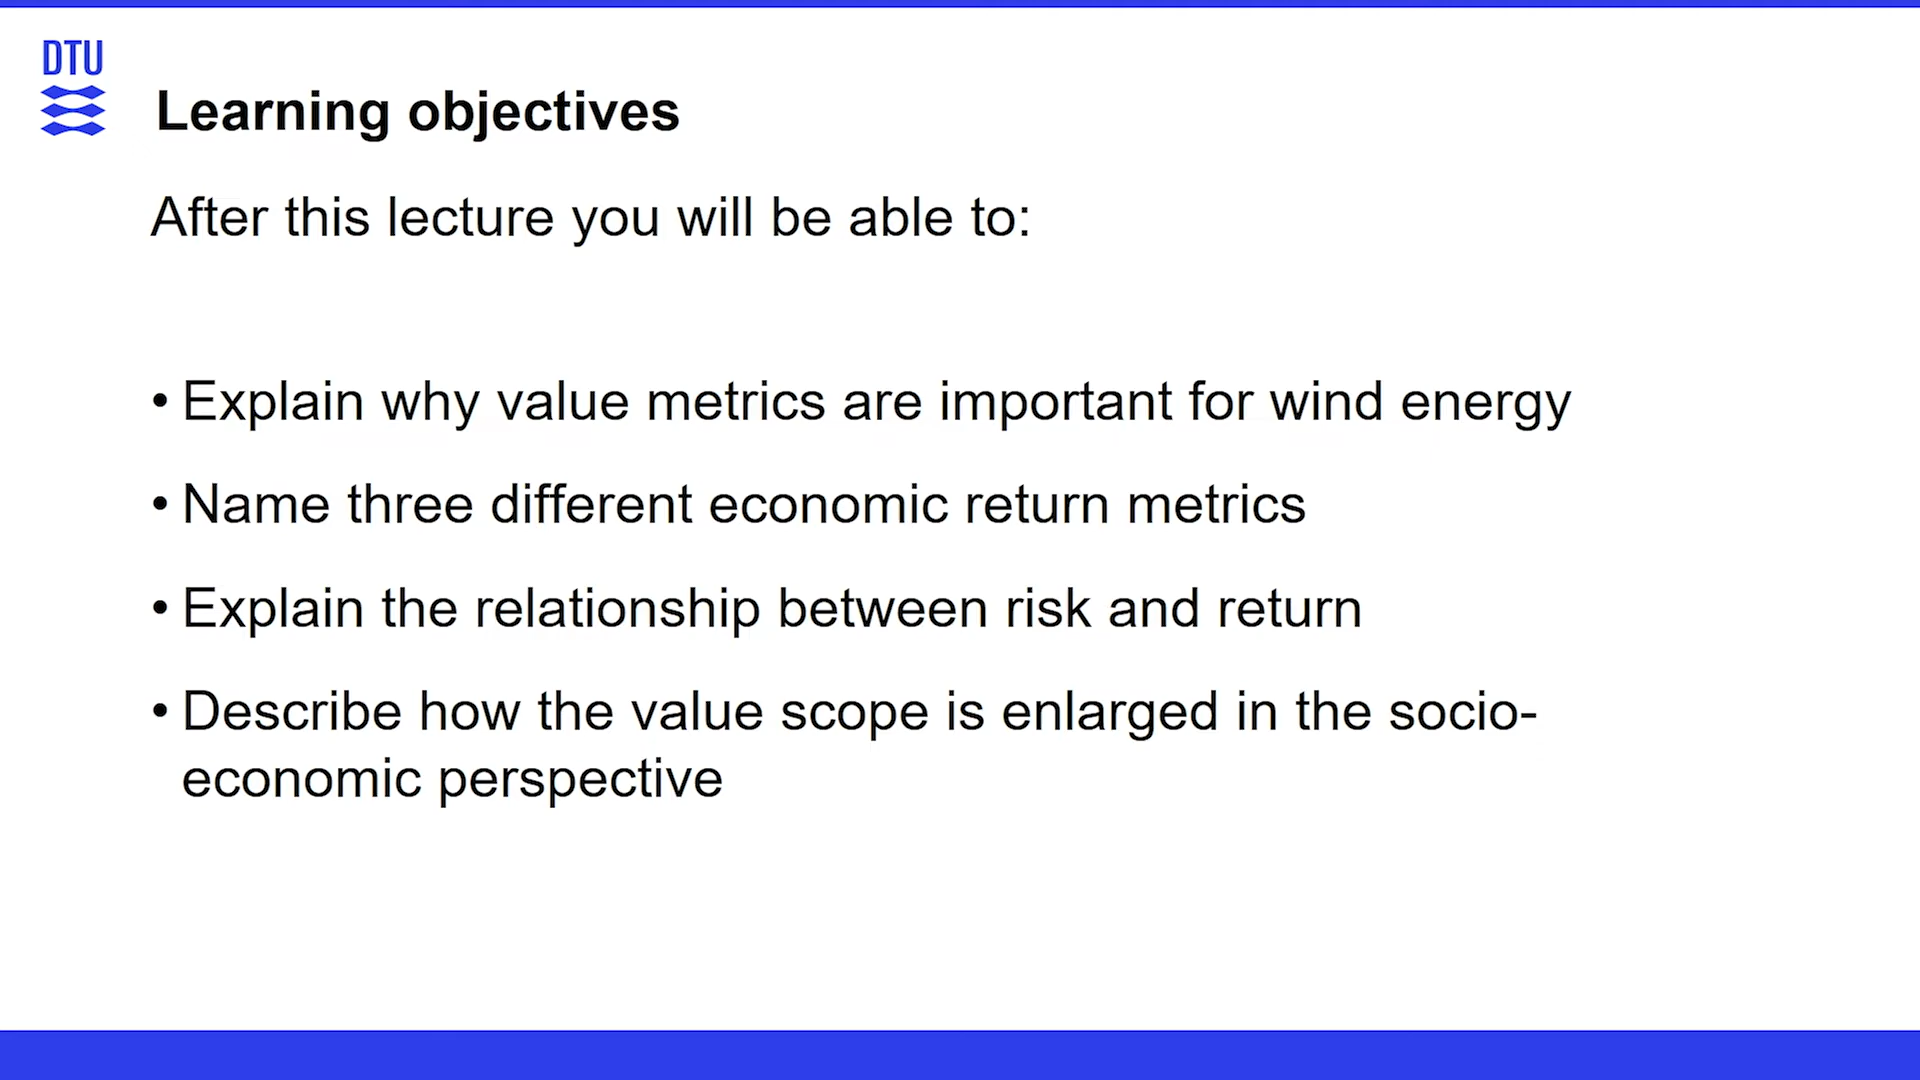 DTU
Learning objectives
After this lecture you will be able to:
• Explain why value metrics are important for wind energy
• Name three different economic return metrics
• Explain the relationship between risk and return
• Describe how the value scope is enlarged in the socio-
economic perspective